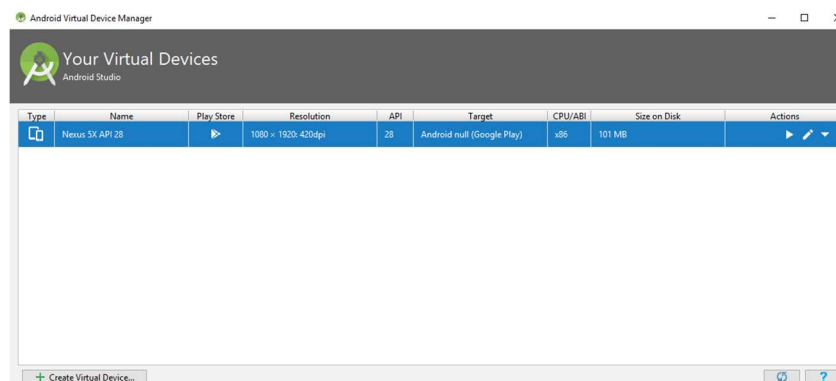 Android Virtual Device Manager
Your Virtual Devices
Android Studio
Type Name Play Store Resolution API Target CPU/ABI Size on Disk Actions
Nexus 5X API 28 1080 × 1920: 420dpi 28 Android null (Google Play) x86 101 MB
+ Create Virtual Device... ?